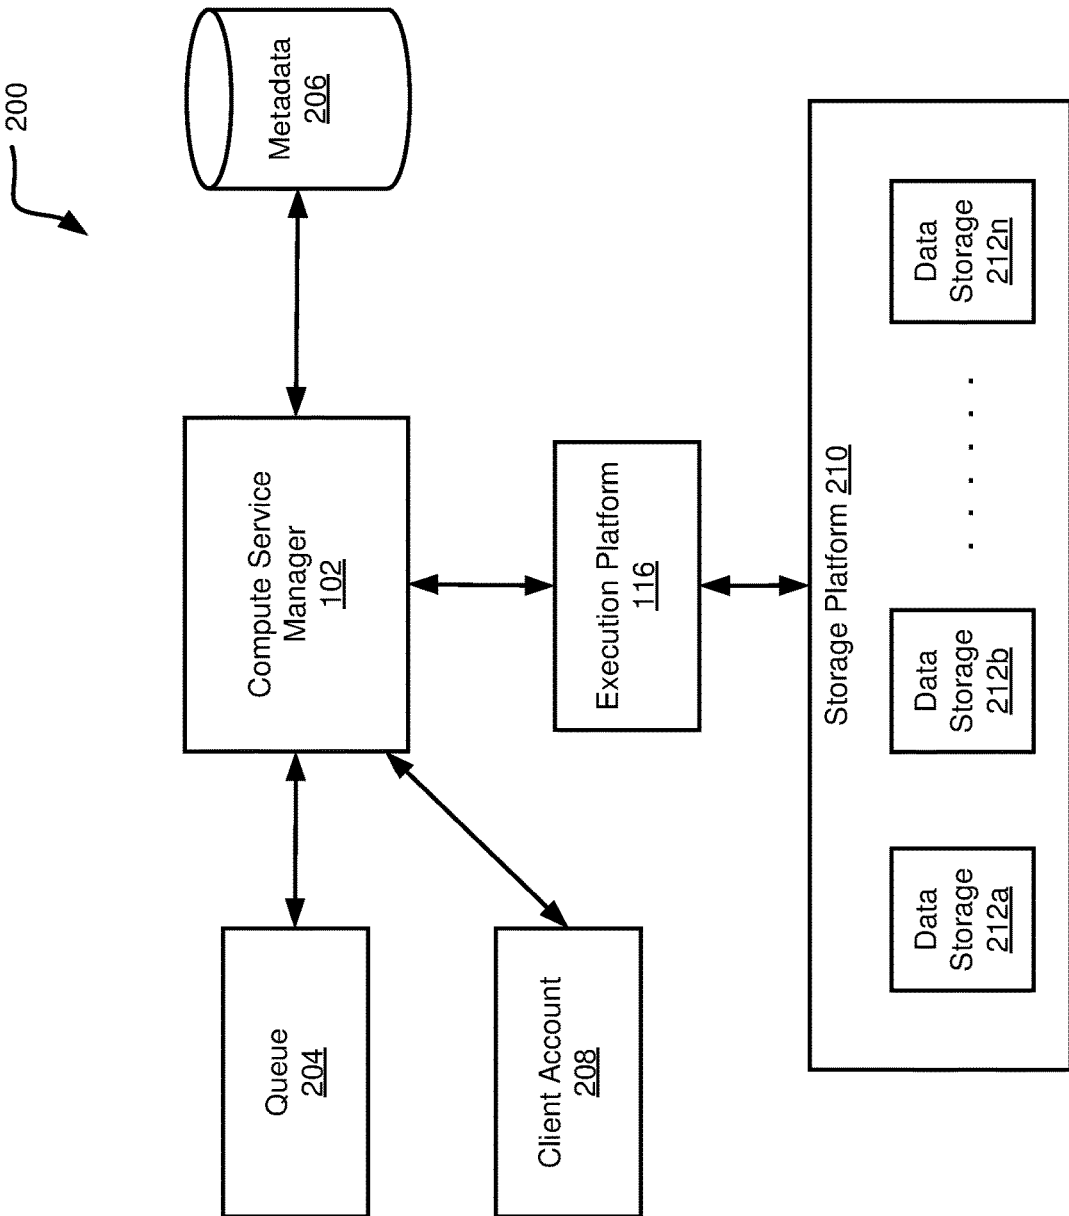 200
Queue
204
Compute Service
Manager
102
Metadata
206
Client Account
208
Execution Platform
116
Storage Platform 210
Data
Storage
212a
Data
Storage
212b
. . . . . .
Data
Storage
212n